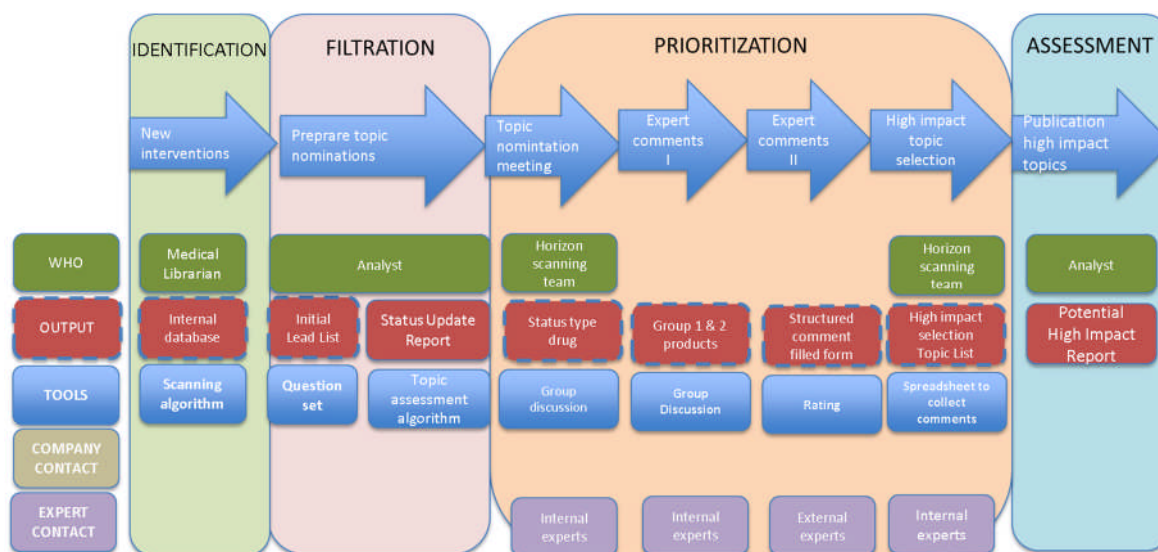 IDENTIFICATION
FILTRATION
PRIORITIZATION
ASSESSMENT
New
interventions
Preprare topic
nominations
Topic
nomintation
meeting
Expert
comments
I
Expert
comments
II
High impact
topic
selection
Publication
high impact
topics
WHO
Medical
Librarian
Analyst
Horizon
scanning
team
Horizon
scanning
team
Analyst
OUTPUT
Internal
database
Initial
Lead List
Status Update
Report
Status type
drug
Group 1 & 2
products
Structured
comment
filled form
High impact
selection
Topic List
Potential
High Impact
Report
TOOLS
Scanning
algorithm
Question
set
Topic
assessment
algorithm
Group
discussion
Group
Discussion
Rating
Spreadsheet to
collect
comments
COMPANY
CONTACT
EXPERT
CONTACT
Internal
experts
Internal
experts
External
experts
Internal
experts